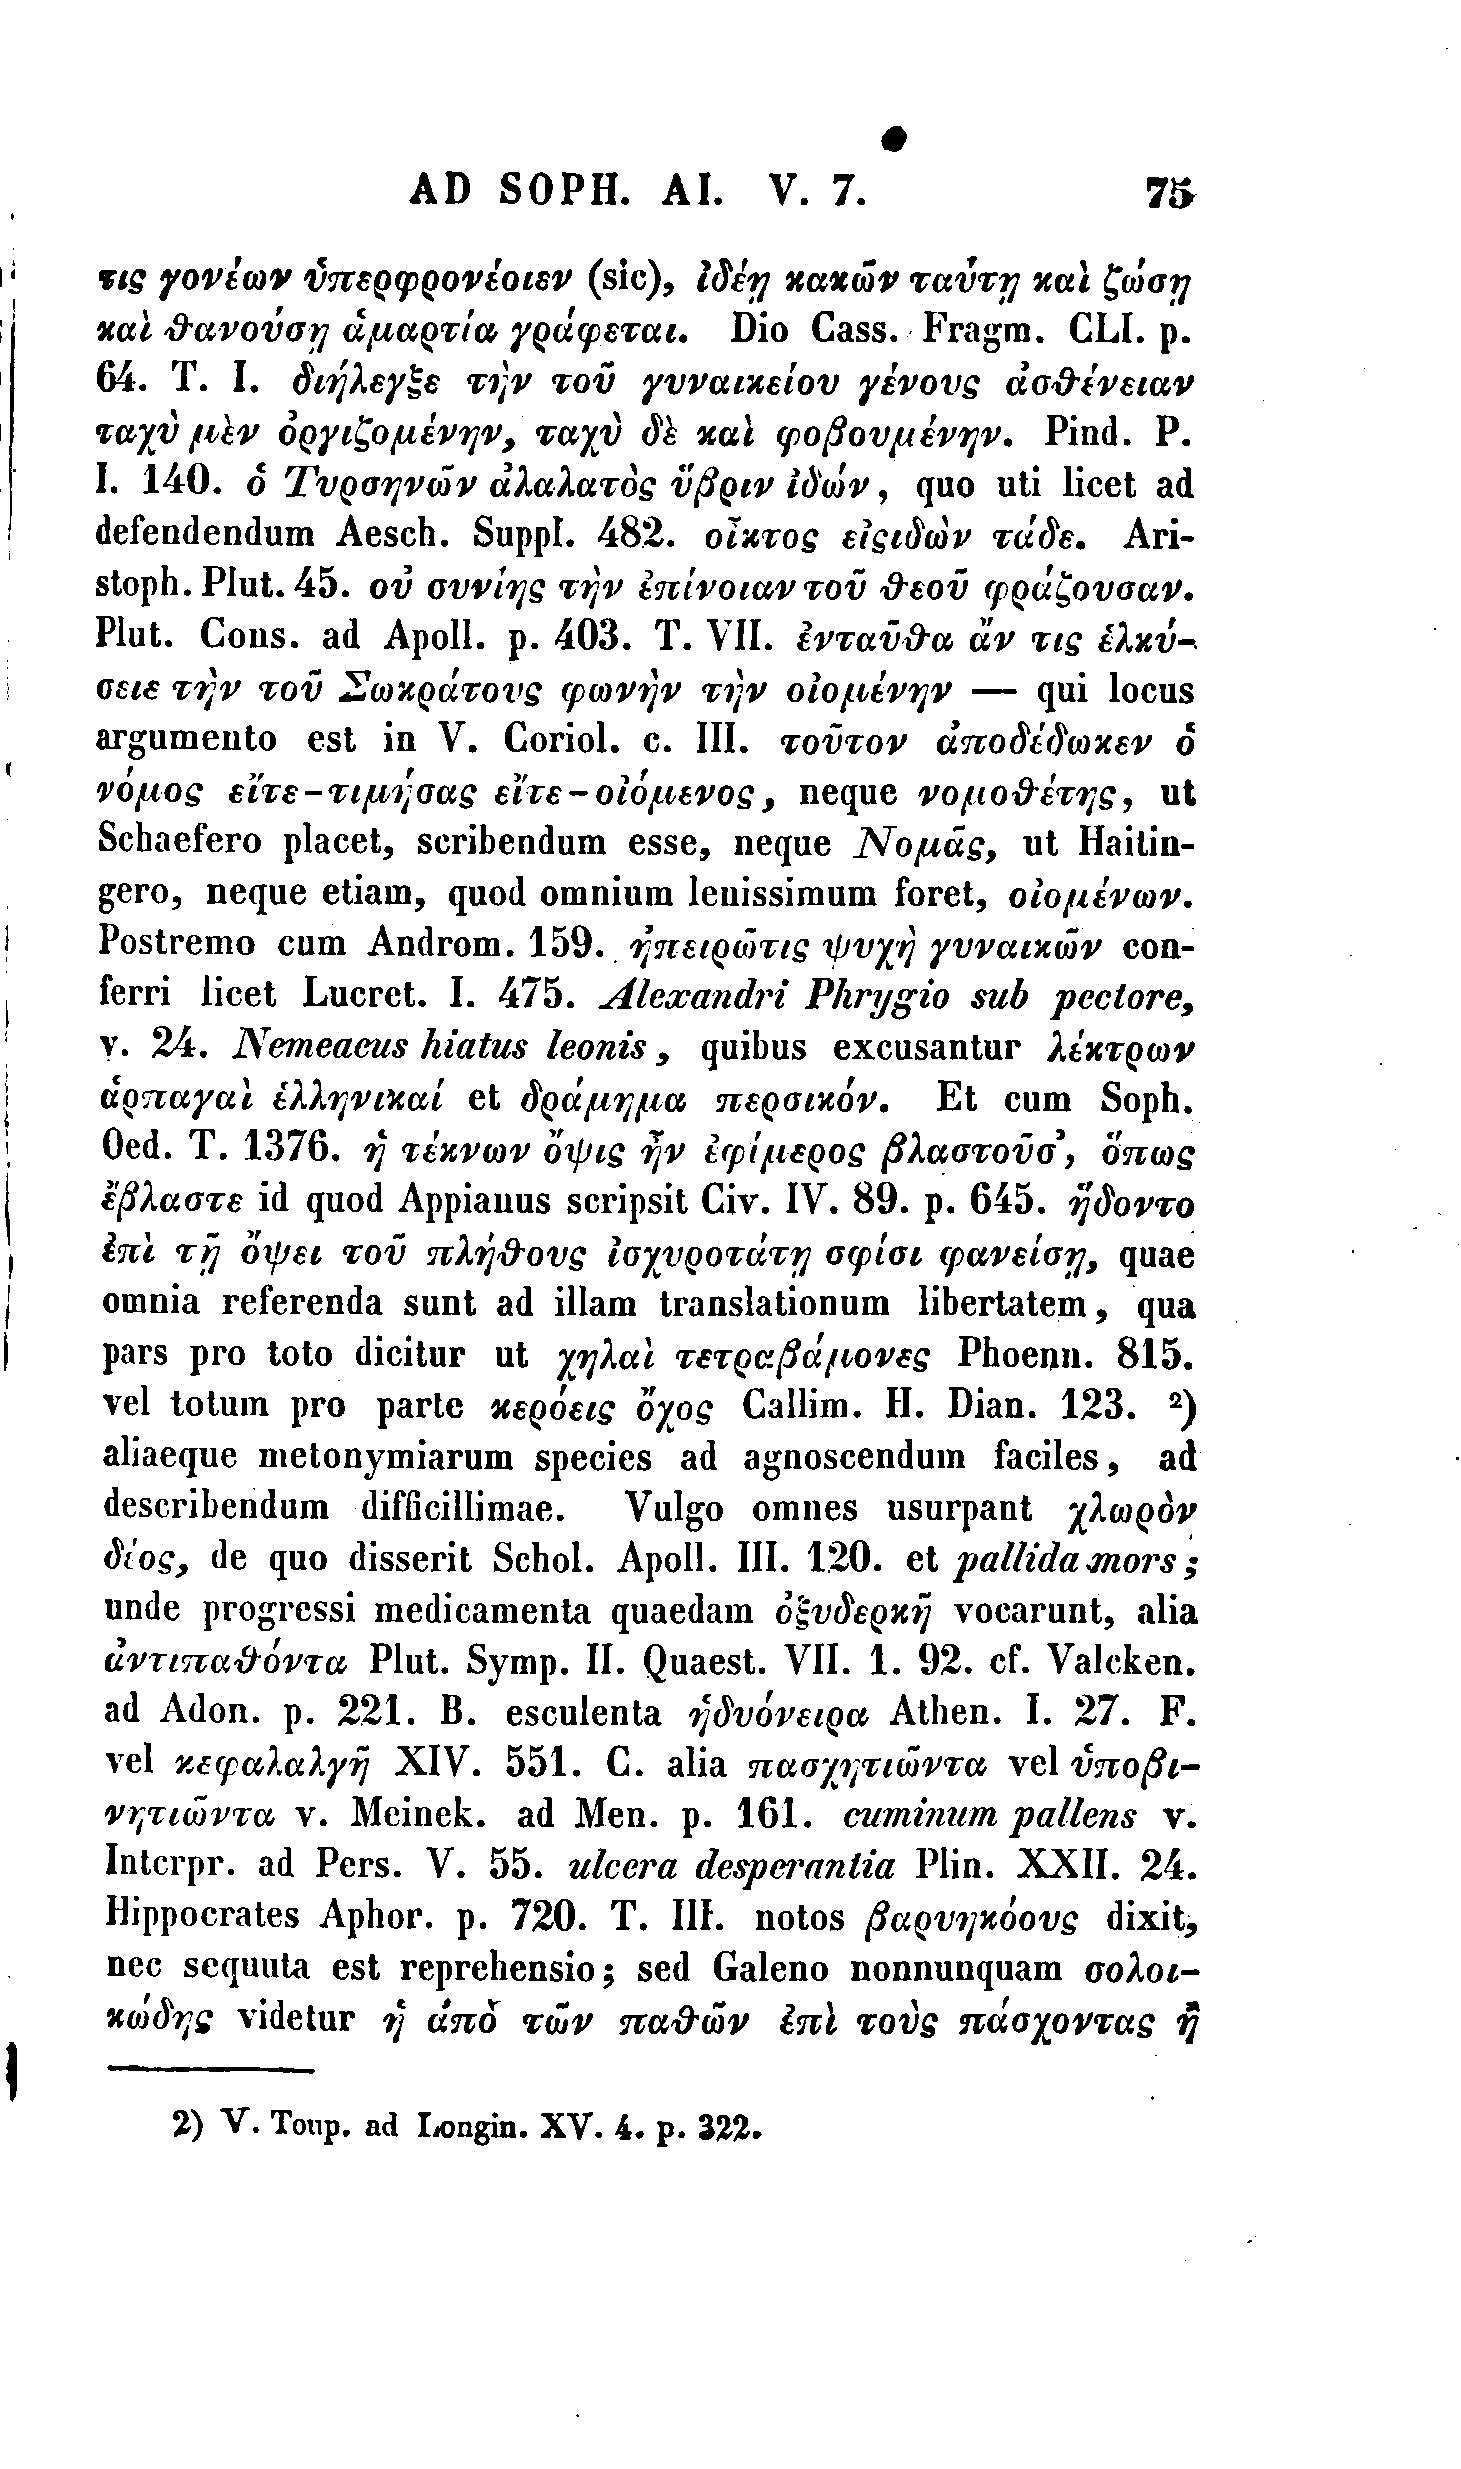 AD SOPH. AI. V. 7. 75
τις γονέων ὑπερφρονέοιεν (sic), ἰδέῃ κακῶν ταύτῃ καὶ ζώσῃ
καὶ θανούσῃ ἁμαρτία γράφεται. Dio Cass. Fragm. CLI. p.
64. T. I. διήλεγξε τὴν τοῦ γυναικείου γένους ἀσθένειαν
ταχὺ μὲν ὀργιζομένην, ταχὺ δὲ καὶ φοβουμένην. Pind. P.
I. 140. ὁ Τυρσηνῶν ἀλαλατὸς ὕβριν ἰδών, quo uti licet ad
defendendum Aesch. Suppl. 482. οἶκτος εἰςιδὼν τάδε. Ari-
stoph. Plut. 45. οὐ συνίης τὴν ἐπίνοιαν τοῦ θεοῦ φράζουσαν.
Plut. Cons. ad Apoll. p. 403. T. VII. ἐνταῦθα ἄν τις ἑλκύ-
σειε τὴν τοῦ Σωκράτους φωνὴν τὴν οἰομένην — qui locus
argumento est in V. Coriol. c. III. τοῦτον ἀποδέδωκεν ὁ
νόμος εἴτε-τιμήσας εἴτε-οἰόμενος, neque νομοθέτης, ut
Schaefero placet, scribendum esse, neque Νομᾶς, ut Haitin-
gero, neque etiam, quod omnium lenissimum foret, οἰομένων.
Postremo cum Androm. 159. ἠπειρῶτις ψυχὴ γυναικῶν con-
ferri licet Lucret. I. 475. Alexandri Phrygio sub pectore,
v. 24. Nemeaeus hiatus leonis, quibus excusantur λέκτρων
ἁρπαγαὶ ἑλληνικαί et δράμημα περσικόν. Et cum Soph.
Oed. T. 1376. ἡ τέκνων ὄψις ἦν ἐφίμερος βλαστοῦσ’, ὅπως
ἔβλαστε id quod Appianus scripsit Civ. IV. 89. p. 645. ἥδοντο
ἐπὶ τῇ ὄψει τοῦ πλήθους ἰσχυροτάτῃ σφίσι φανείσῃ, quae
omnia referenda sunt ad illam translationum libertatem, qua
pars pro toto dicitur ut χηλαὶ τετραβάμονες Phoenn. 815.
vel totum pro parte κερόεις ὄχος Callim. H. Dian. 123. ²)
aliaeque metonymiarum species ad agnoscendum faciles, ad
describendum difficillimae. Vulgo omnes usurpant χλωρὸν
δέος, de quo disserit Schol. Apoll. III. 120. et pallida mors;
unde progressi medicamenta quaedam ὀξυδερκῆ vocarunt, alia
ἀντιπαθόντα Plut. Symp. II. Quaest. VII. 1. 92. cf. Valcken.
ad Adon. p. 221. B. esculenta ἡδυόνειρα Athen. I. 27. F.
vel κεφαλαλγῆ XIV. 551. C. alia πασχητιῶντα vel ὑποβι-
νητιῶντα v. Meinek. ad Men. p. 161. cuminum pallens v.
Interpr. ad Pers. V. 55. ulcera desperantia Plin. XXII. 24.
Hippocrates Aphor. p. 720. T. III. notos βαρυηκόους dixit,
nec sequuta est reprehensio; sed Galeno nonnunquam σολοι-
κώδης videtur ἡ ἀπὸ τῶν παθῶν ἐπὶ τοὺς πάσχοντας ἢ
2) V. Toup. ad Longin. XV. 4. p. 322.